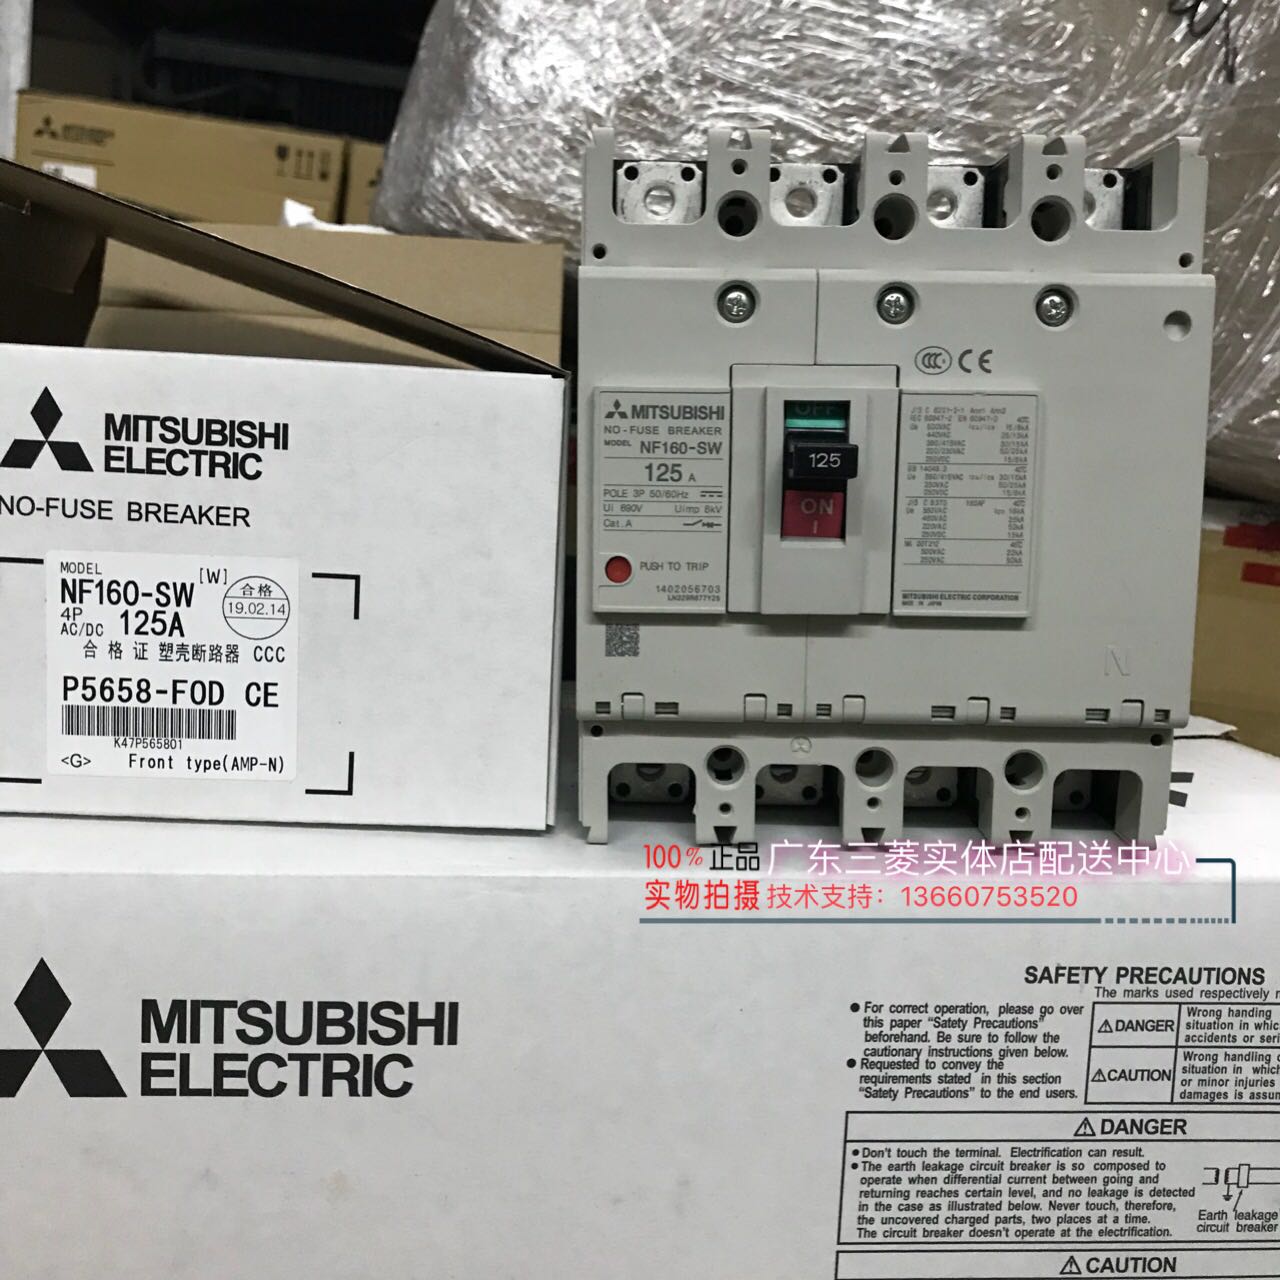 MITSUBISHI
ELECTRIC
NO-FUSE BREAKER
MODEL
NF160-SW [W]
合格
19.02.14
4P
AC/DC 125A
合格证 塑壳断路器 CCC
P5658-FOD CE
K47P565801
<G> Front type(AMP-N)
CCC CE
MITSUBISHI
NO-FUSE BREAKER
MODEL NF160-SW
125 A
POLE 3P 50/60Hz
Ui 690V Uimp 8kV
Cat.A
PUSH TO TRIP
1402056703
OFF
125
ON
I
MITSUBISHI ELECTRIC CORPORATION
MADE IN JAPAN
N
100%正品 广东三菱实体店配送中心
实物拍摄 技术支持：13660753520
MITSUBISHI
ELECTRIC
SAFETY PRECAUTIONS
The marks used respectively
For correct operation, please go over
this paper “Safety Precautions”
beforehand. Be sure to follow the
cautionary instructions given below.
Requested to convey the
requirements stated in this section
“Safety Precautions” to the end users.
DANGER
Wrong handing
situation in which
accidents or
CAUTION
Wrong handling
situation in which
or minor injuries
damages is
DANGER
Don't touch the terminal. Electrification can result.
The earth leakage circuit breaker is so composed to
operate when differential current between going and
returning reaches certain level, and no leakage is detected
in the case as illustrated below. Never touch, therefore,
the uncovered charged parts, two places at a time.
The circuit breaker doesn't operate at the electrification.
Earth leakage
circuit breaker
CAUTION